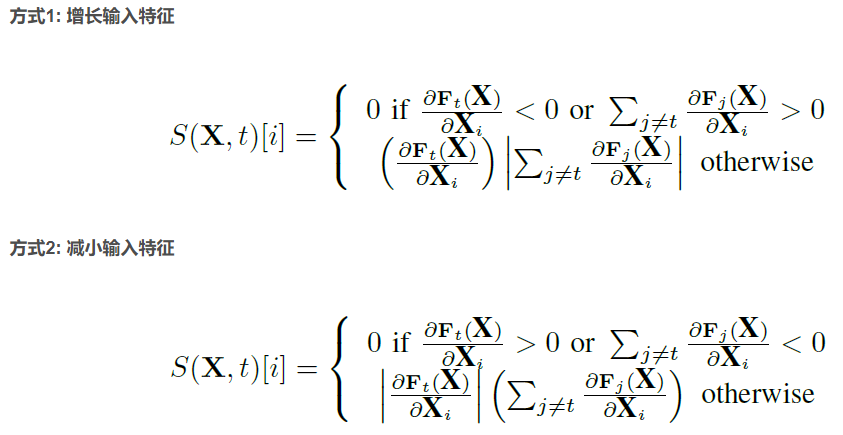 方式1: 增长输入特征
S(X, t)[i] = { 0 if ∂F_t(X)/∂X_i < 0 or ∑_{j≠t} ∂F_j(X)/∂X_i > 0
(∂F_t(X)/∂X_i) |∑_{j≠t} ∂F_j(X)/∂X_i| otherwise
方式2: 减小输入特征
S(X, t)[i] = { 0 if ∂F_t(X)/∂X_i > 0 or ∑_{j≠t} ∂F_j(X)/∂X_i < 0
|∂F_t(X)/∂X_i| (∑_{j≠t} ∂F_j(X)/∂X_i) otherwise